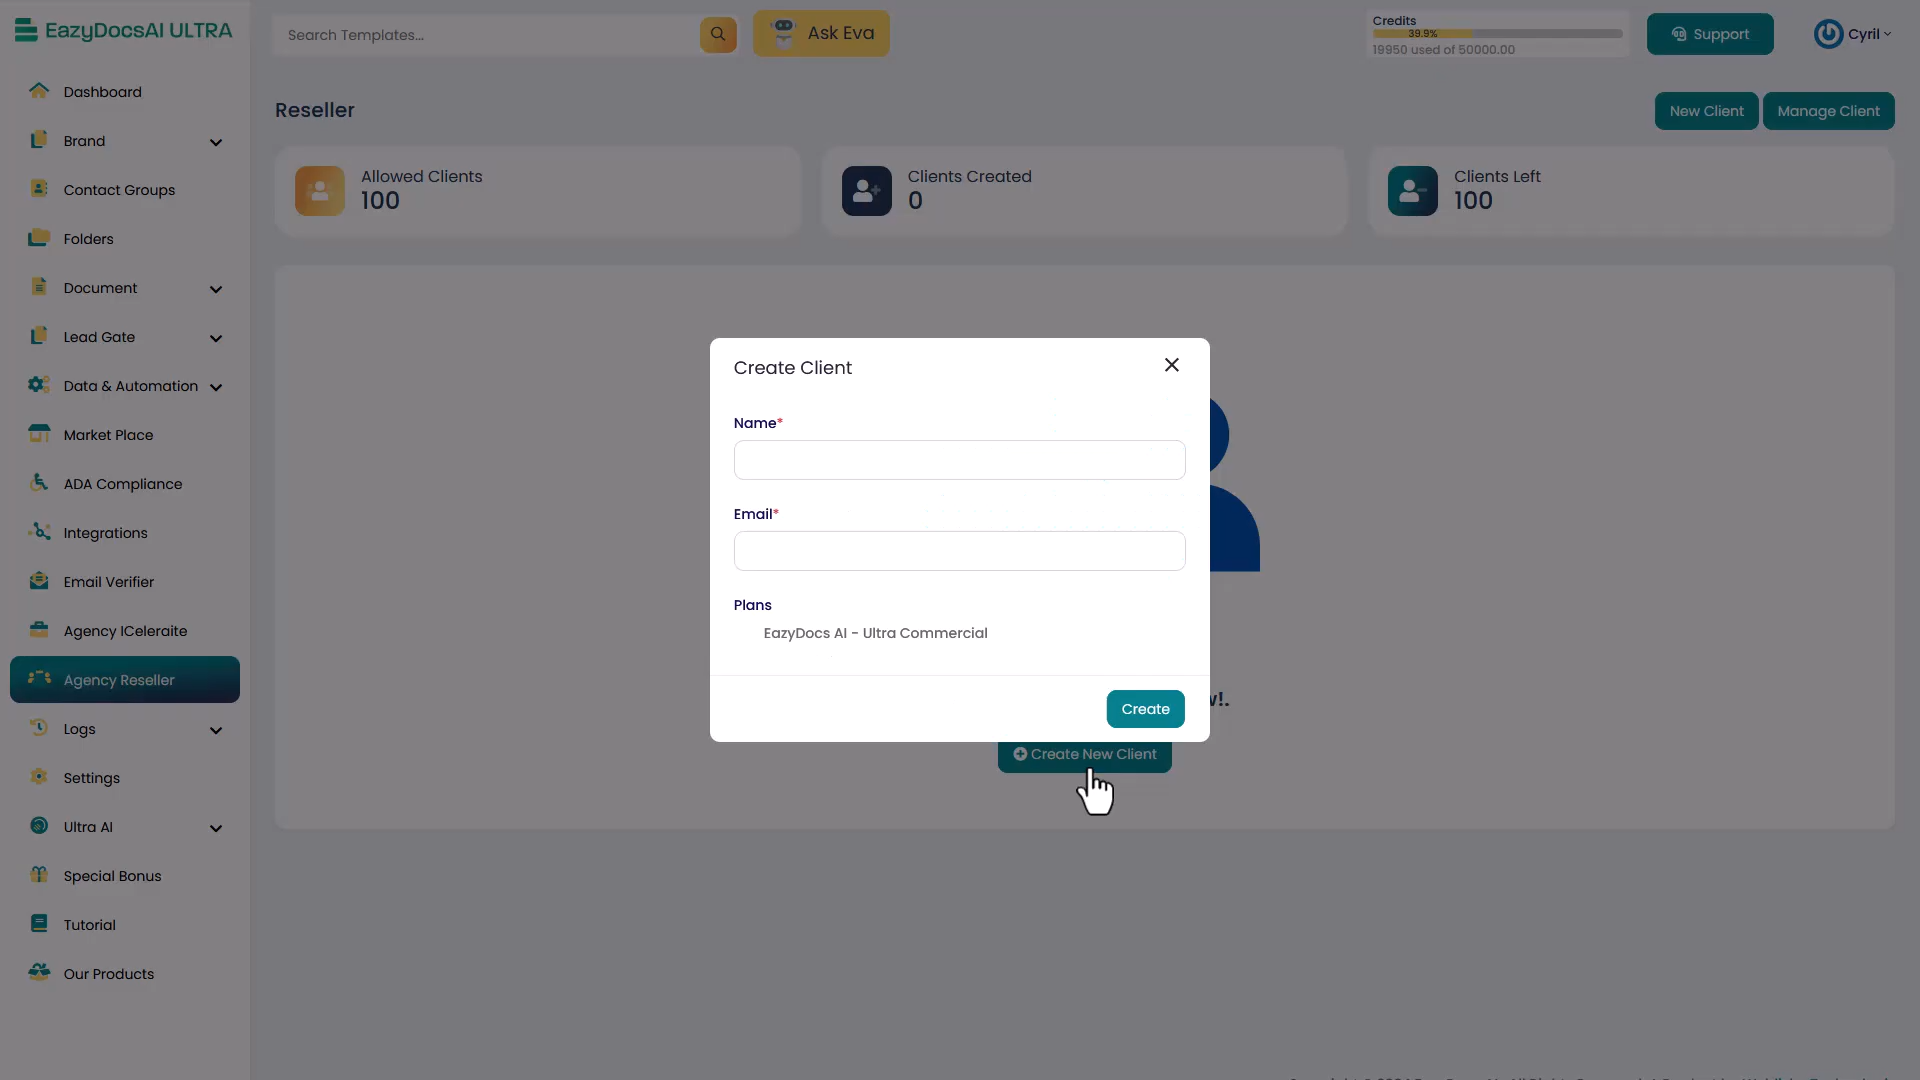 EazyDocsAI ULTRA
Search Templates...
Ask Eva
Credits
39.9%
19950 used of 50000.00
Support
Cyril
Dashboard
Brand
Contact Groups
Folders
Document
Lead Gate
Data & Automation
Market Place
ADA Compliance
Integrations
Email Verifier
Agency ICeleraite
Agency Reseller
Logs
Settings
Ultra AI
Special Bonus
Tutorial
Our Products
Reseller
New Client
Manage Client
Allowed Clients
100
Clients Created
0
Clients Left
100
Create Client
Name*
Email*
Plans
EazyDocs AI - Ultra Commercial
Create
Create New Client